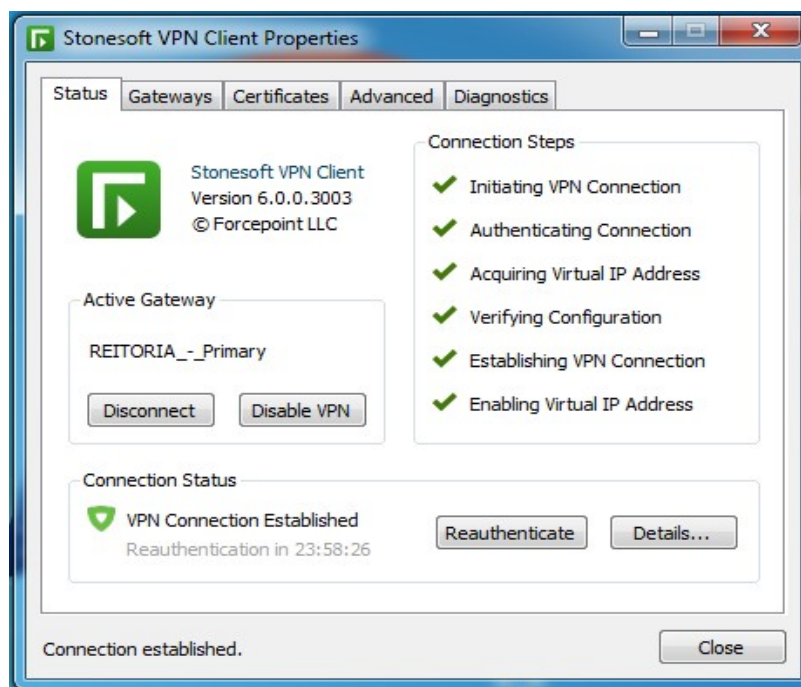 Stonesoft VPN Client Properties
Status
Gateways
Certificates
Advanced
Diagnostics
Stonesoft VPN Client
Version 6.0.0.3003
© Forcepoint LLC
Active Gateway
REITORIA_-_Primary
Disconnect
Disable VPN
Connection Steps
Initiating VPN Connection
Authenticating Connection
Acquiring Virtual IP Address
Verifying Configuration
Establishing VPN Connection
Enabling Virtual IP Address
Connection Status
VPN Connection Established
Reauthentication in 23:58:26
Reauthenticate
Details...
Connection established.
Close